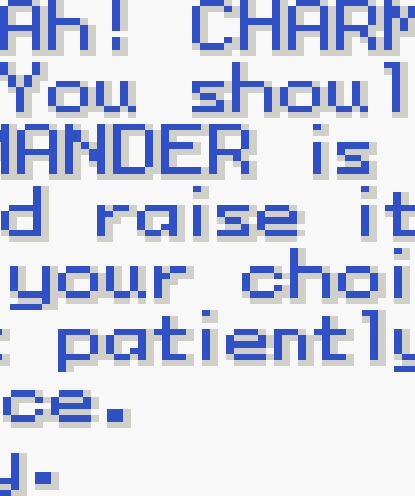 Ah! CHARM
You shoul
MANDER is
d raise it
your choi
t patiently
ce.
y.